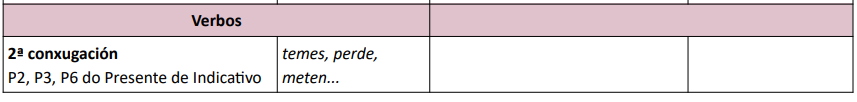 Verbos
2ª conxugación
P2, P3, P6 do Presente de Indicativo
temes, perde,
meten...